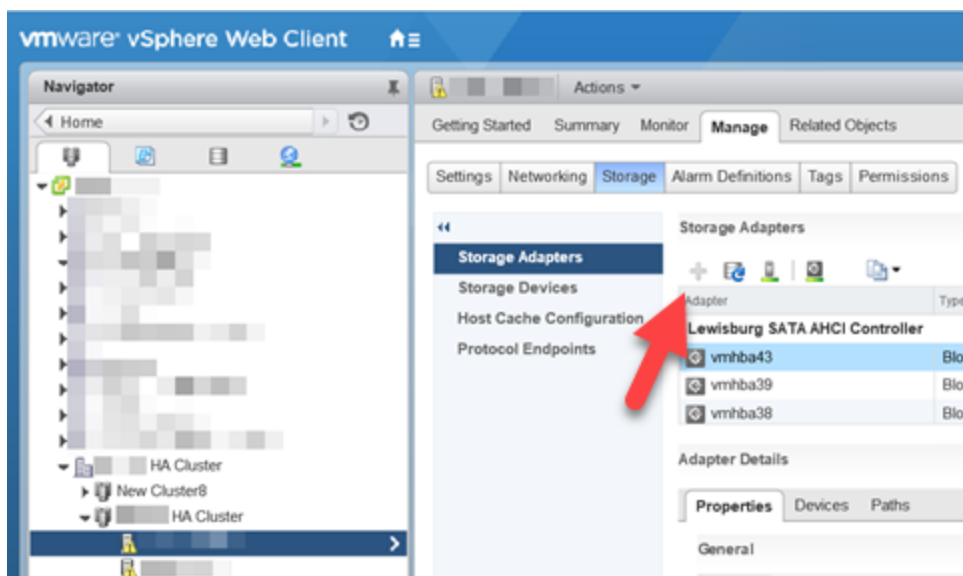 vmware® vSphere Web Client
Navigator
Home
HA Cluster
New Cluster8
HA Cluster
Actions
Getting Started Summary Monitor Manage Related Objects
Settings Networking Storage Alarm Definitions Tags Permissions
Storage Adapters
Storage Devices
Host Cache Configuration
Protocol Endpoints
Storage Adapters
Adapter Type
Lewisburg SATA AHCI Controller
vmhba43 Blo
vmhba39 Blo
vmhba38 Blo
Adapter Details
Properties Devices Paths
General